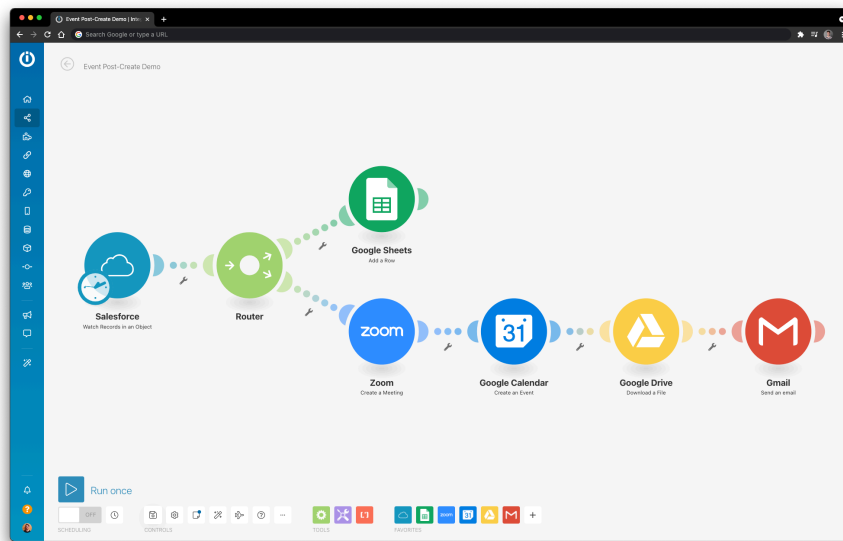 Event Post-Create Demo | Inte
Search Google or type a URL
Event Post-Create Demo
Google Sheets
Add a Row
Salesforce
Watch Records in an Object
Router
zoom
31
Zoom
Create a Meeting
Google Calendar
Create an Event
Google Drive
Download a File
Gmail
Send an email
Run once
OFF
SCHEDULING
CONTROLS
TOOLS
zoom
31
FAVORITES